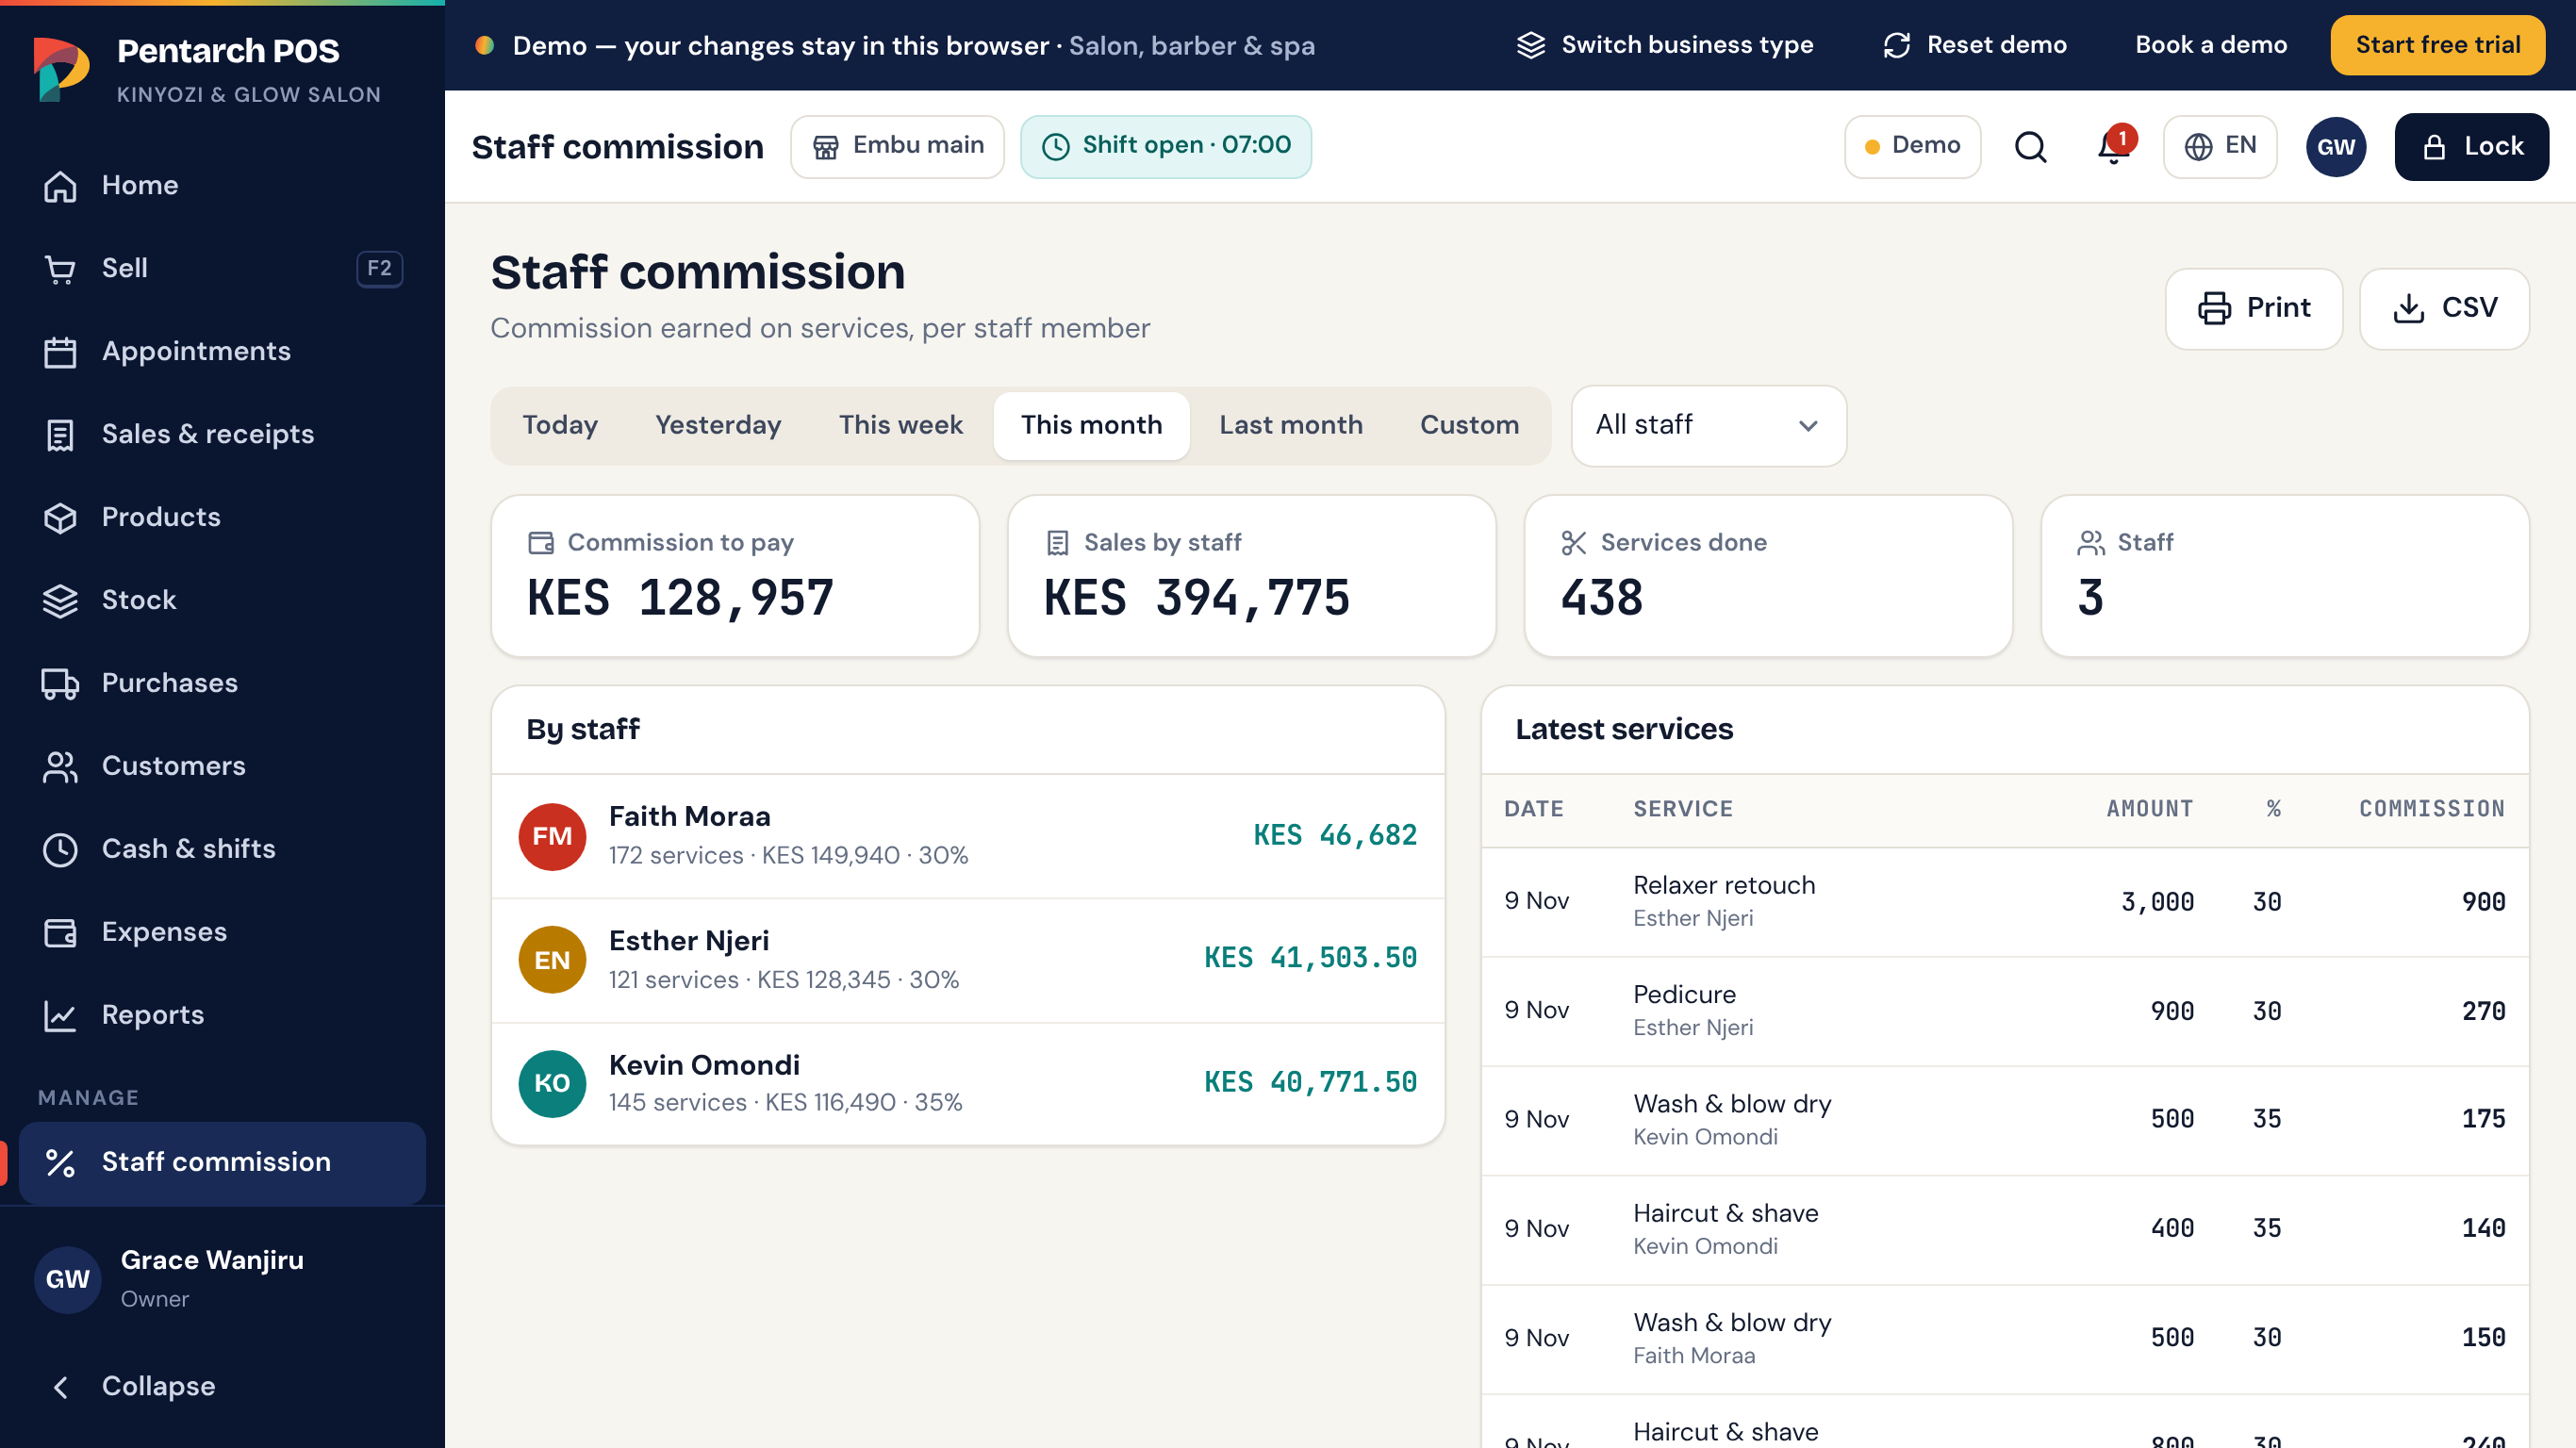 Pentarch POS
KINYOZI & GLOW SALON
Home
Sell F2
Appointments
Sales & receipts
Products
Stock
Purchases
Customers
Cash & shifts
Expenses
Reports
MANAGE
Staff commission
GW Grace Wanjiru
Owner
Collapse
Demo — your changes stay in this browser · Salon, barber & spa
Switch business type
Reset demo
Book a demo
Start free trial
Staff commission
Embu main
Shift open · 07:00
Demo
1
EN
GW
Lock
Staff commission
Commission earned on services, per staff member
Print
CSV
Today Yesterday This week This month Last month Custom
All staff
Commission to pay
KES 128,957
Sales by staff
KES 394,775
Services done
438
Staff
3
By staff
FM Faith Moraa
172 services · KES 149,940 · 30%
KES 46,682
EN Esther Njeri
121 services · KES 128,345 · 30%
KES 41,503.50
KO Kevin Omondi
145 services · KES 116,490 · 35%
KES 40,771.50
Latest services
DATE SERVICE AMOUNT % COMMISSION
9 Nov Relaxer retouch 3,000 30 900
Esther Njeri
9 Nov Pedicure 900 30 270
Esther Njeri
9 Nov Wash & blow dry 500 35 175
Kevin Omondi
9 Nov Haircut & shave 400 35 140
Kevin Omondi
9 Nov Wash & blow dry 500 30 150
Faith Moraa
9 Nov Haircut & shave 800 30 240